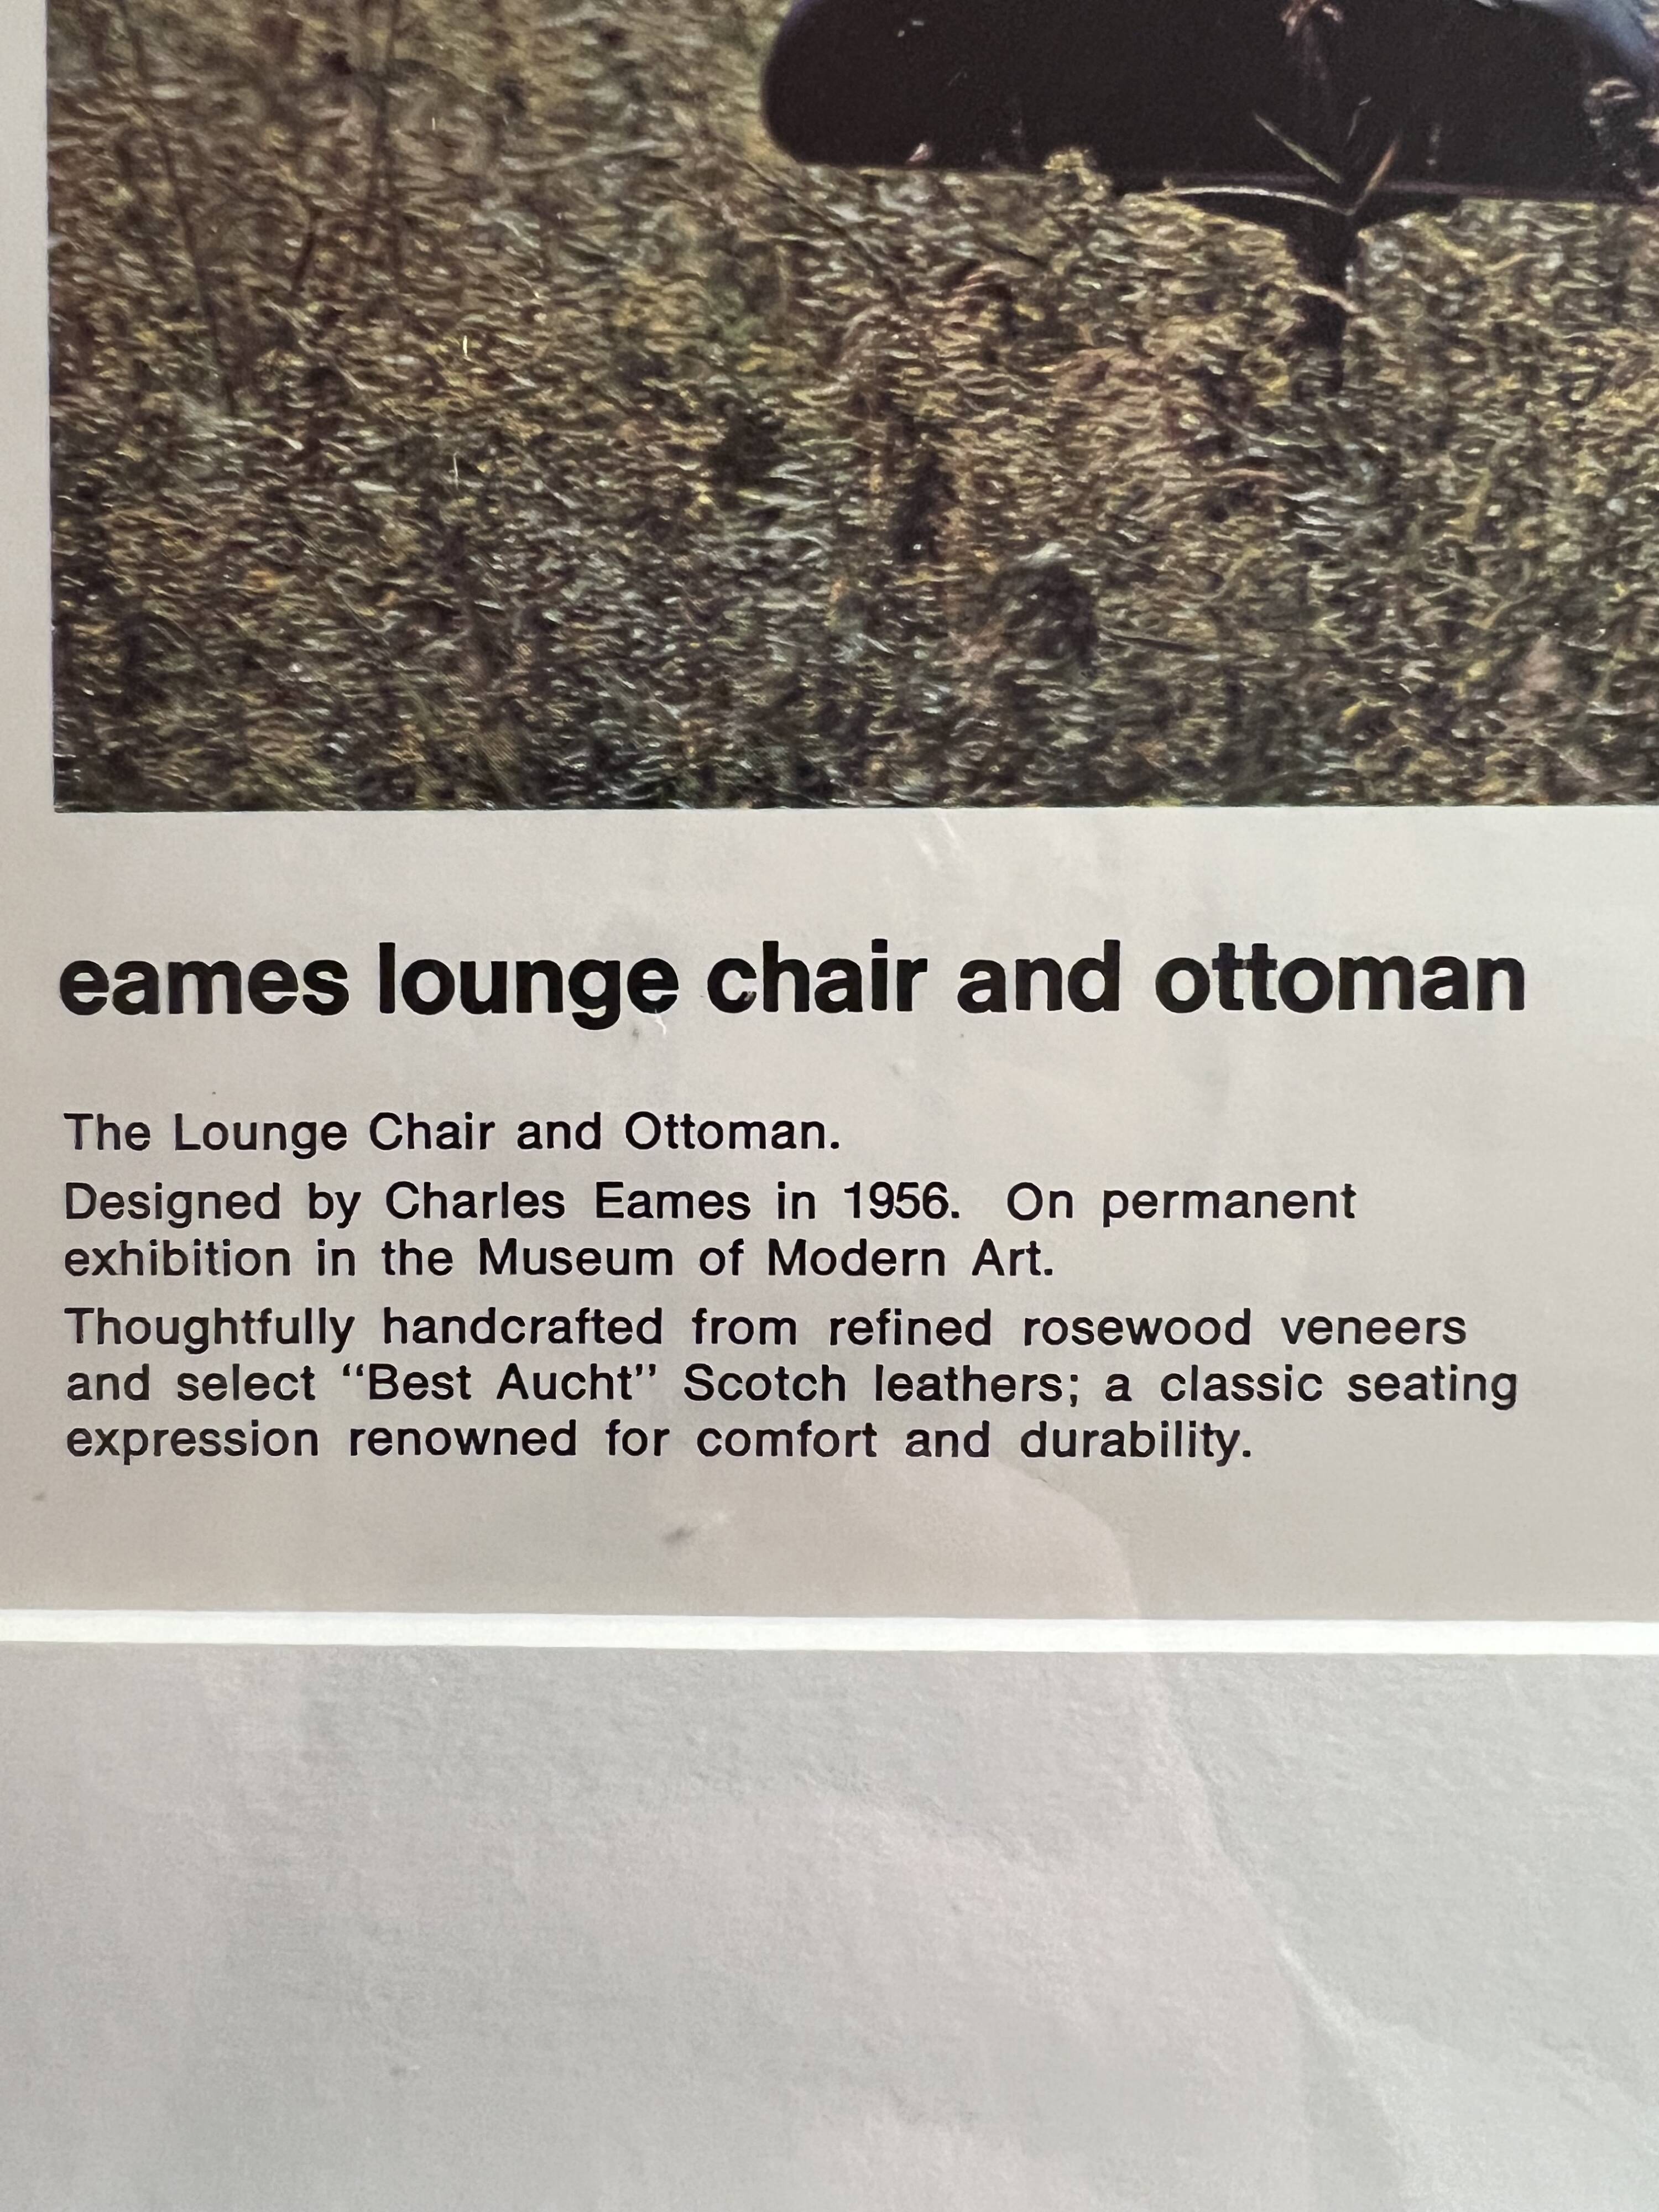 eames lounge chair and ottoman
The Lounge Chair and Ottoman.
Designed by Charles Eames in 1956. On permanent
exhibition in the Museum of Modern Art.
Thoughtfully handcrafted from refined rosewood veneers
and select “Best Aucht” Scotch leathers; a classic seating
expression renowned for comfort and durability.